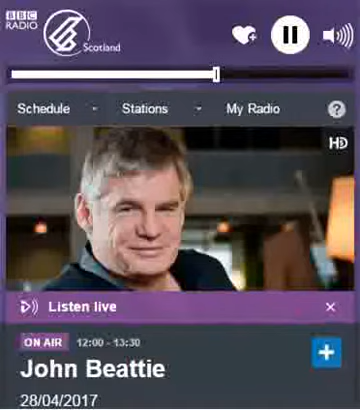 BBC
RADIO
Scotland
Schedule Stations My Radio ?
HD
Listen live ×
ON AIR 12:00 - 13:30
John Beattie
28/04/2017